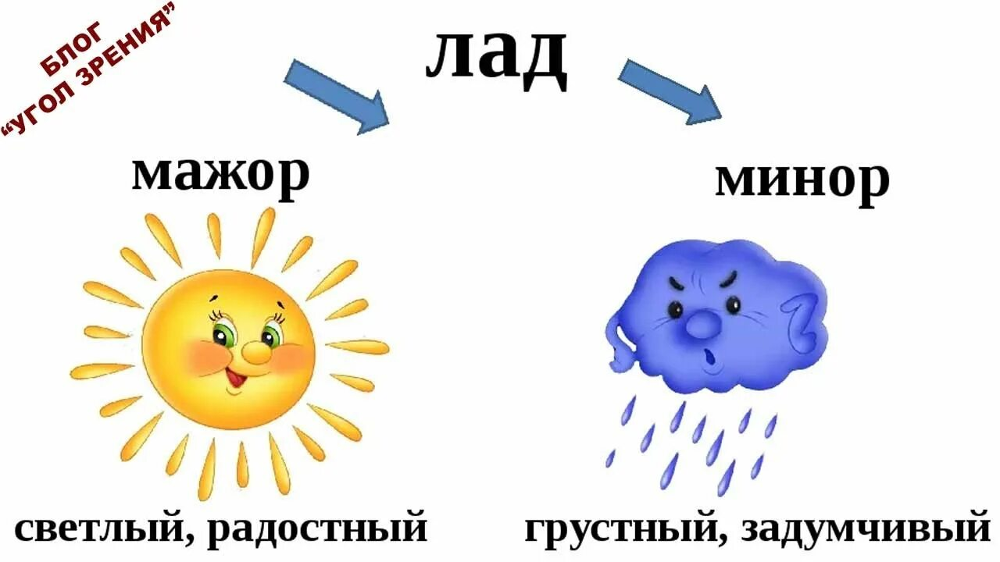 БЛОГ
“УГОЛ ЗРЕНИЯ”
лад
мажор
минор
светлый, радостный
грустный, задумчивый